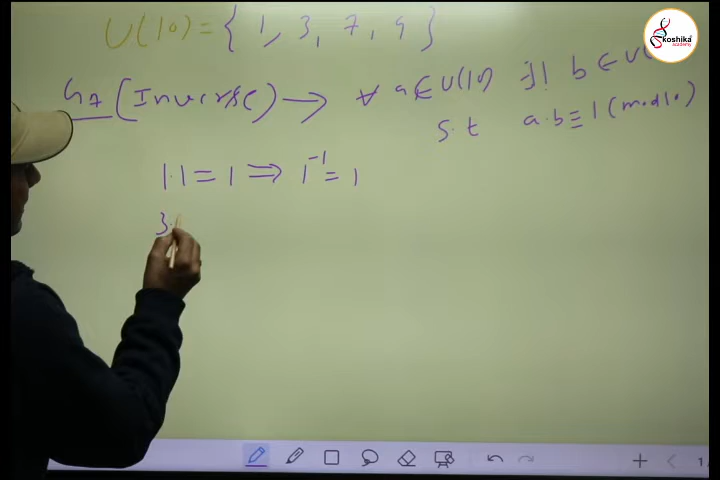 U(10) = { 1, 3, 7, 9 }
koshika
Academy
(Inverse) → ∀ a ∈ U(10) ∃! b ∈ U(
s.t a.b ≡ 1 (mod 10)
1.1 = 1 ⇒ 1⁻¹ = 1
3.